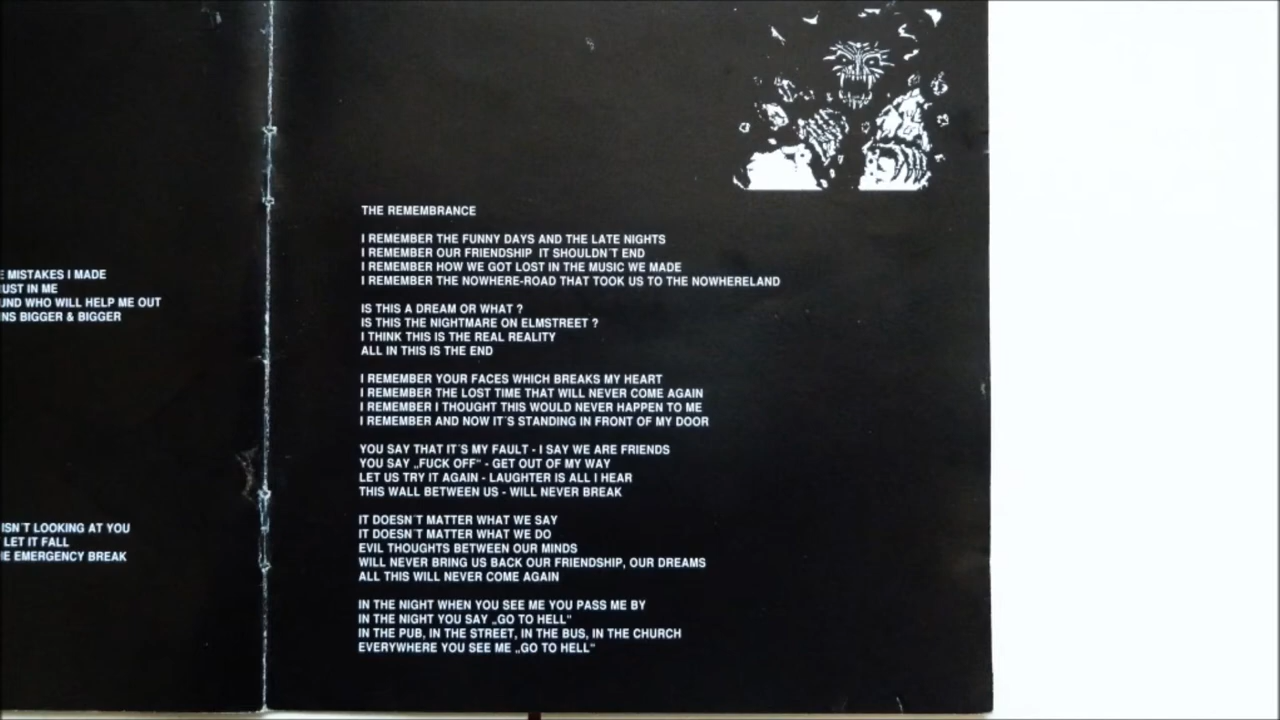 MISTAKES I MADE
IN ME
WHO WILL HELP ME OUT
BIGGER & BIGGER
ISN´T LOOKING AT YOU
LET IT FALL
EMERGENCY BREAK
THE REMEMBRANCE
I REMEMBER THE FUNNY DAYS AND THE LATE NIGHTS
I REMEMBER OUR FRIENDSHIP IT SHOULDN´T END
I REMEMBER HOW WE GOT LOST IN THE MUSIC WE MADE
I REMEMBER THE NOWHERE-ROAD THAT TOOK US TO THE NOWHERELAND
IS THIS A DREAM OR WHAT ?
IS THIS THE NIGHTMARE ON ELMSTREET ?
I THINK THIS IS THE REAL REALITY
ALL IN THIS IS THE END
I REMEMBER YOUR FACES WHICH BREAKS MY HEART
I REMEMBER THE LOST TIME THAT WILL NEVER COME AGAIN
I REMEMBER I THOUGHT THIS WOULD NEVER HAPPEN TO ME
I REMEMBER AND NOW IT´S STANDING IN FRONT OF MY DOOR
YOU SAY THAT IT´S MY FAULT - I SAY WE ARE FRIENDS
YOU SAY „FUCK OFF“ - GET OUT OF MY WAY
LET US TRY IT AGAIN - LAUGHTER IS ALL I HEAR
THIS WALL BETWEEN US - WILL NEVER BREAK
IT DOESN´T MATTER WHAT WE SAY
IT DOESN´T MATTER WHAT WE DO
EVIL THOUGHTS BETWEEN OUR MINDS
WILL NEVER BRING US BACK OUR FRIENDSHIP, OUR DREAMS
ALL THIS WILL NEVER COME AGAIN
IN THE NIGHT WHEN YOU SEE ME YOU PASS ME BY
IN THE NIGHT YOU SAY „GO TO HELL“
IN THE PUB, IN THE STREET, IN THE BUS, IN THE CHURCH
EVERYWHERE YOU SEE ME „GO TO HELL“